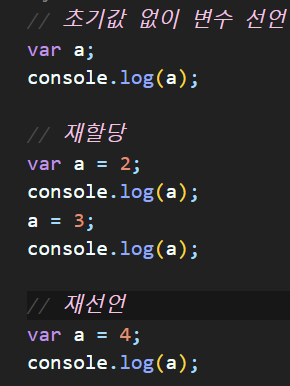 // 초기값 없이 변수 선언
var a;
console.log(a);
// 재할당
var a = 2;
console.log(a);
a = 3;
console.log(a);
// 재선언
var a = 4;
console.log(a);